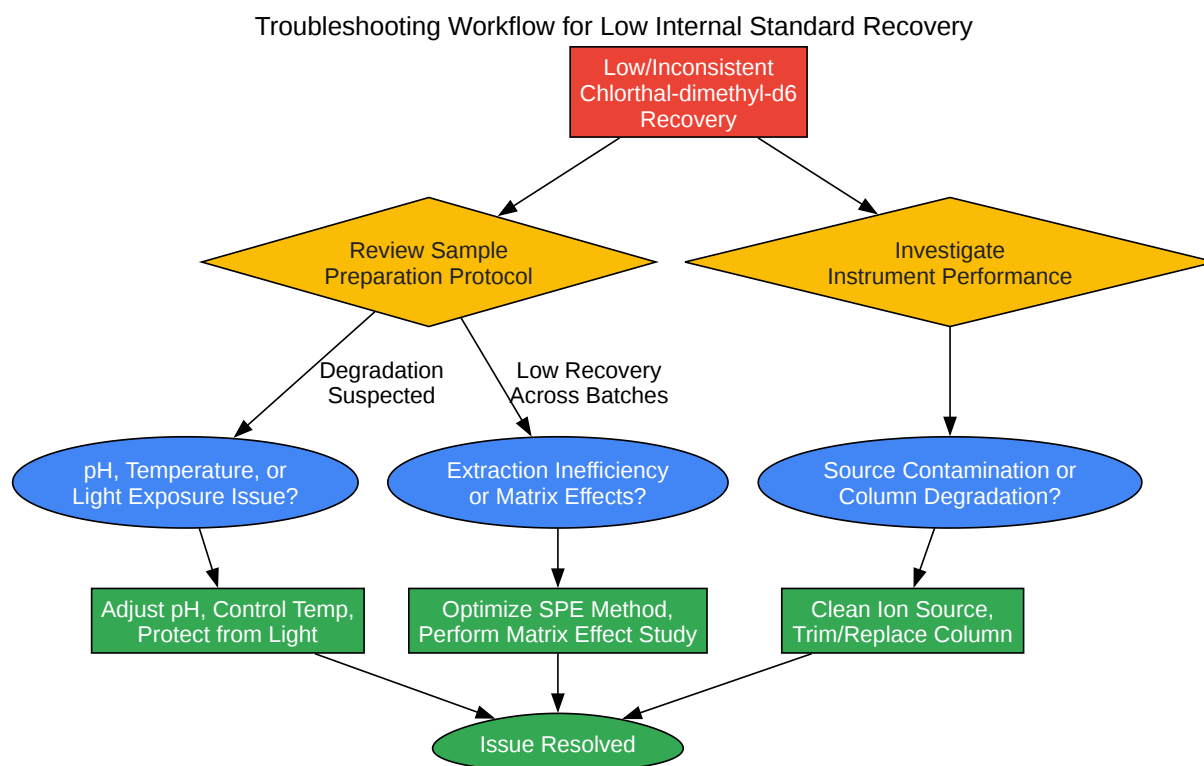 Troubleshooting Workflow for Low Internal Standard Recovery
Low/Inconsistent
Chlorthal-dimethyl-d6
Recovery
Review Sample
Preparation Protocol
Investigate
Instrument Performance
Degradation
Suspected
Low Recovery
Across Batches
pH, Temperature, or
Light Exposure Issue?
Extraction Inefficiency
or Matrix Effects?
Source Contamination or
Column Degradation?
Adjust pH, Control Temp,
Protect from Light
Optimize SPE Method,
Perform Matrix Effect Study
Clean Ion Source,
Trim/Replace Column
Issue Resolved